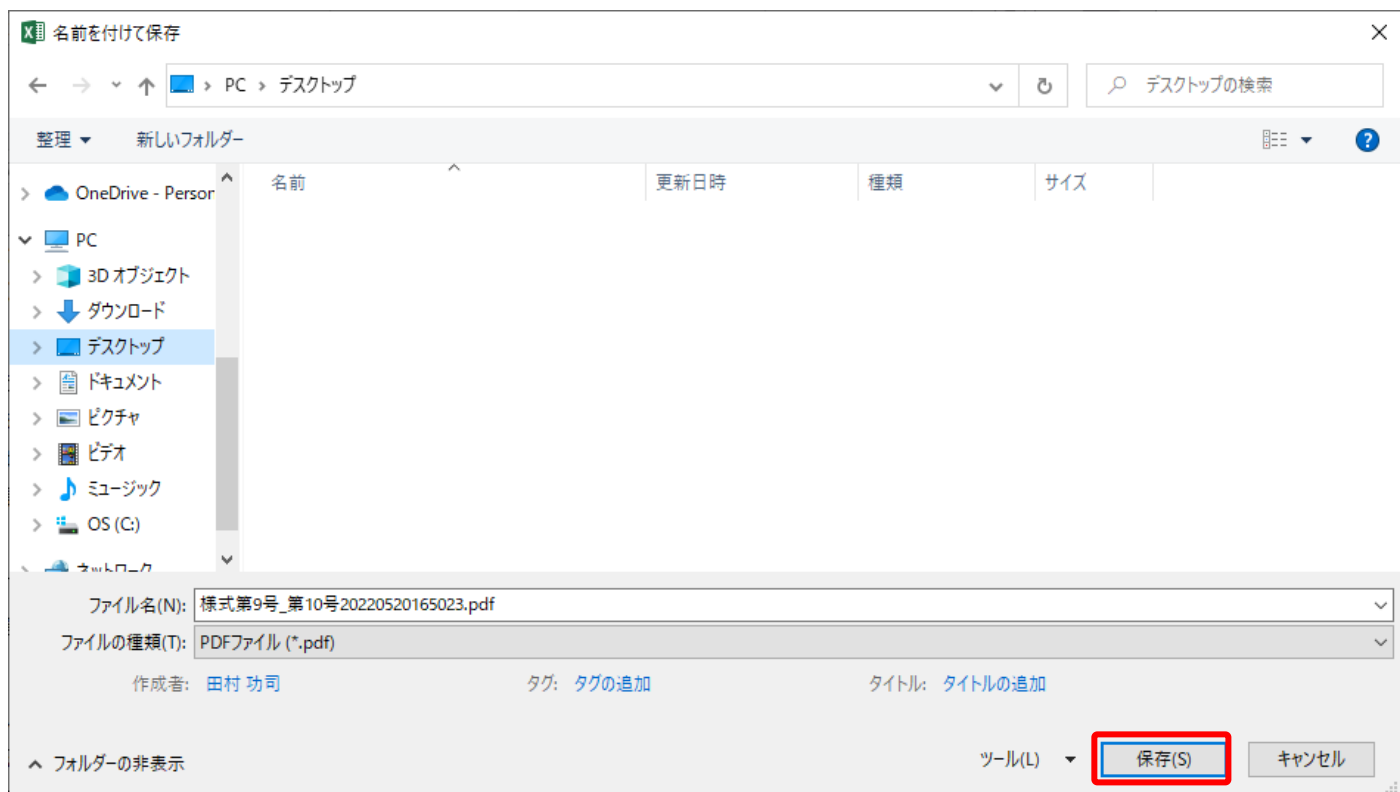 名前を付けて保存
PC > デスクトップ
デスクトップの検索
整理 新しいフォルダー
名前 更新日時 種類 サイズ
OneDrive - Person
PC
3D オブジェクト
ダウンロード
デスクトップ
ドキュメント
ピクチャ
ビデオ
ミュージック
OS (C:)
ネットワーク
ファイル名(N): 様式第9号_第10号20220520165023.pdf
ファイルの種類(T): PDFファイル (*.pdf)
作成者: 田村 功司 タグ: タグの追加 タイトル: タイトルの追加
フォルダーの非表示 ツール(L) 保存(S) キャンセル